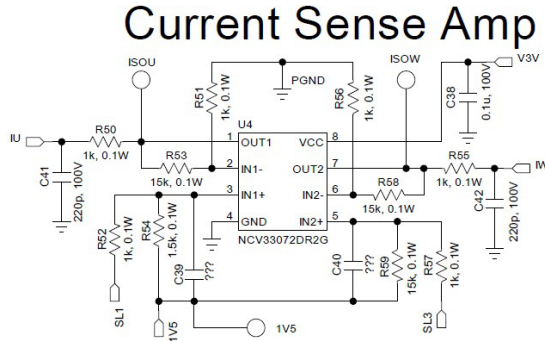 Current Sense Amp
ISOU
ISOW
V3V
R51
1k, 0.1W
PGND
R56
1k, 0.1W
C38
0.1u, 100V
U4
IU
R50
1k, 0.1W
1
OUT1
VCC
8
C41
220p, 100V
R53
15k, 0.1W
2
IN1-
OUT2
7
R55
1k, 0.1W
IW
3
IN1+
IN2-
6
R58
15k, 0.1W
C42
220p, 100V
4
GND
IN2+
5
NCV33072DR2G
R52
1k, 0.1W
R54
1.5k, 0.1W
C39
???
C40
???
R59
15k, 0.1W
R57
1k, 0.1W
SL1
1V5
1V5
SL3